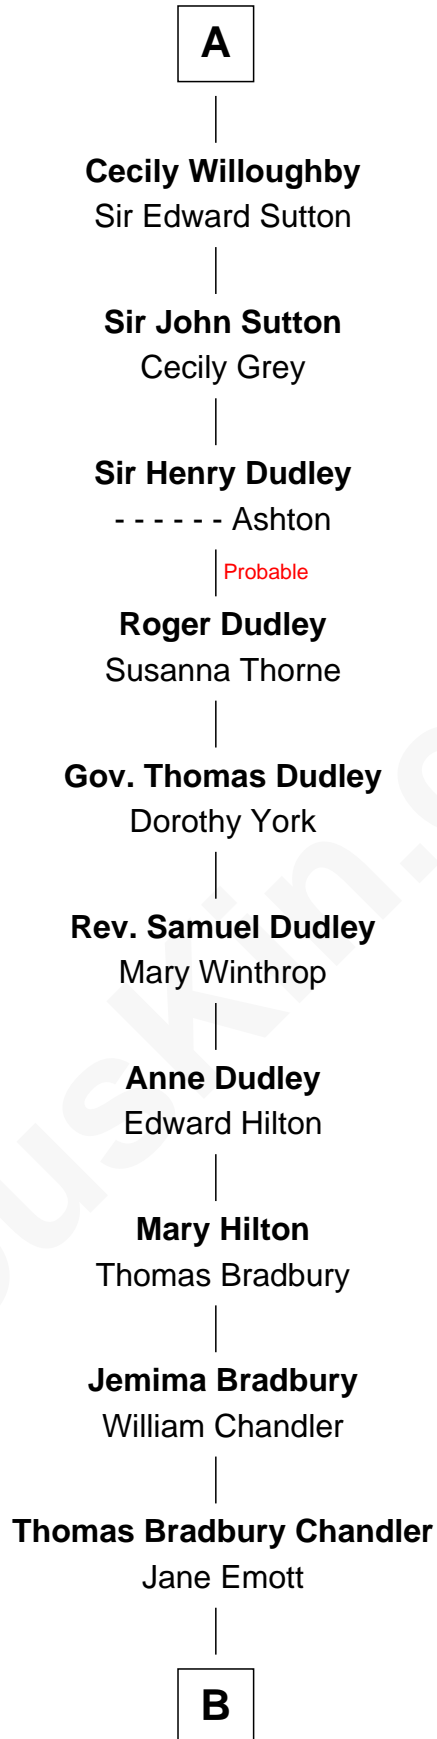 A
Cecily Willoughby
Sir Edward Sutton
Sir John Sutton
Cecily Grey
Sir Henry Dudley
- - - - - - Ashton
Probable
Roger Dudley
Susanna Thorne
Gov. Thomas Dudley
Dorothy York
Rev. Samuel Dudley
Mary Winthrop
Anne Dudley
Edward Hilton
Mary Hilton
Thomas Bradbury
Jemima Bradbury
William Chandler
Thomas Bradbury Chandler
Jane Emott
B